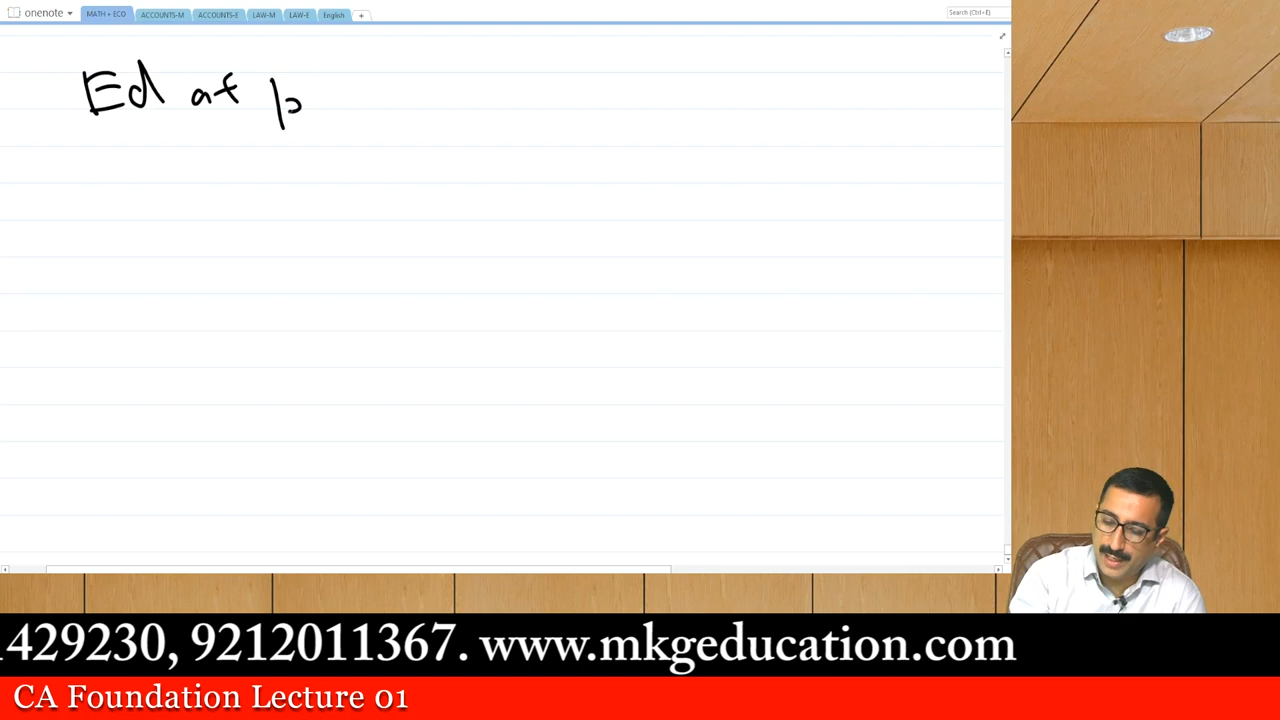 onenote MATH + ECO ACCOUNTS-M ACCOUNTS-E LAW-M LAW-E English + Search (Ctrl+E)
Ed at p
429230, 9212011367. www.mkgeducation.com
CA Foundation Lecture 01